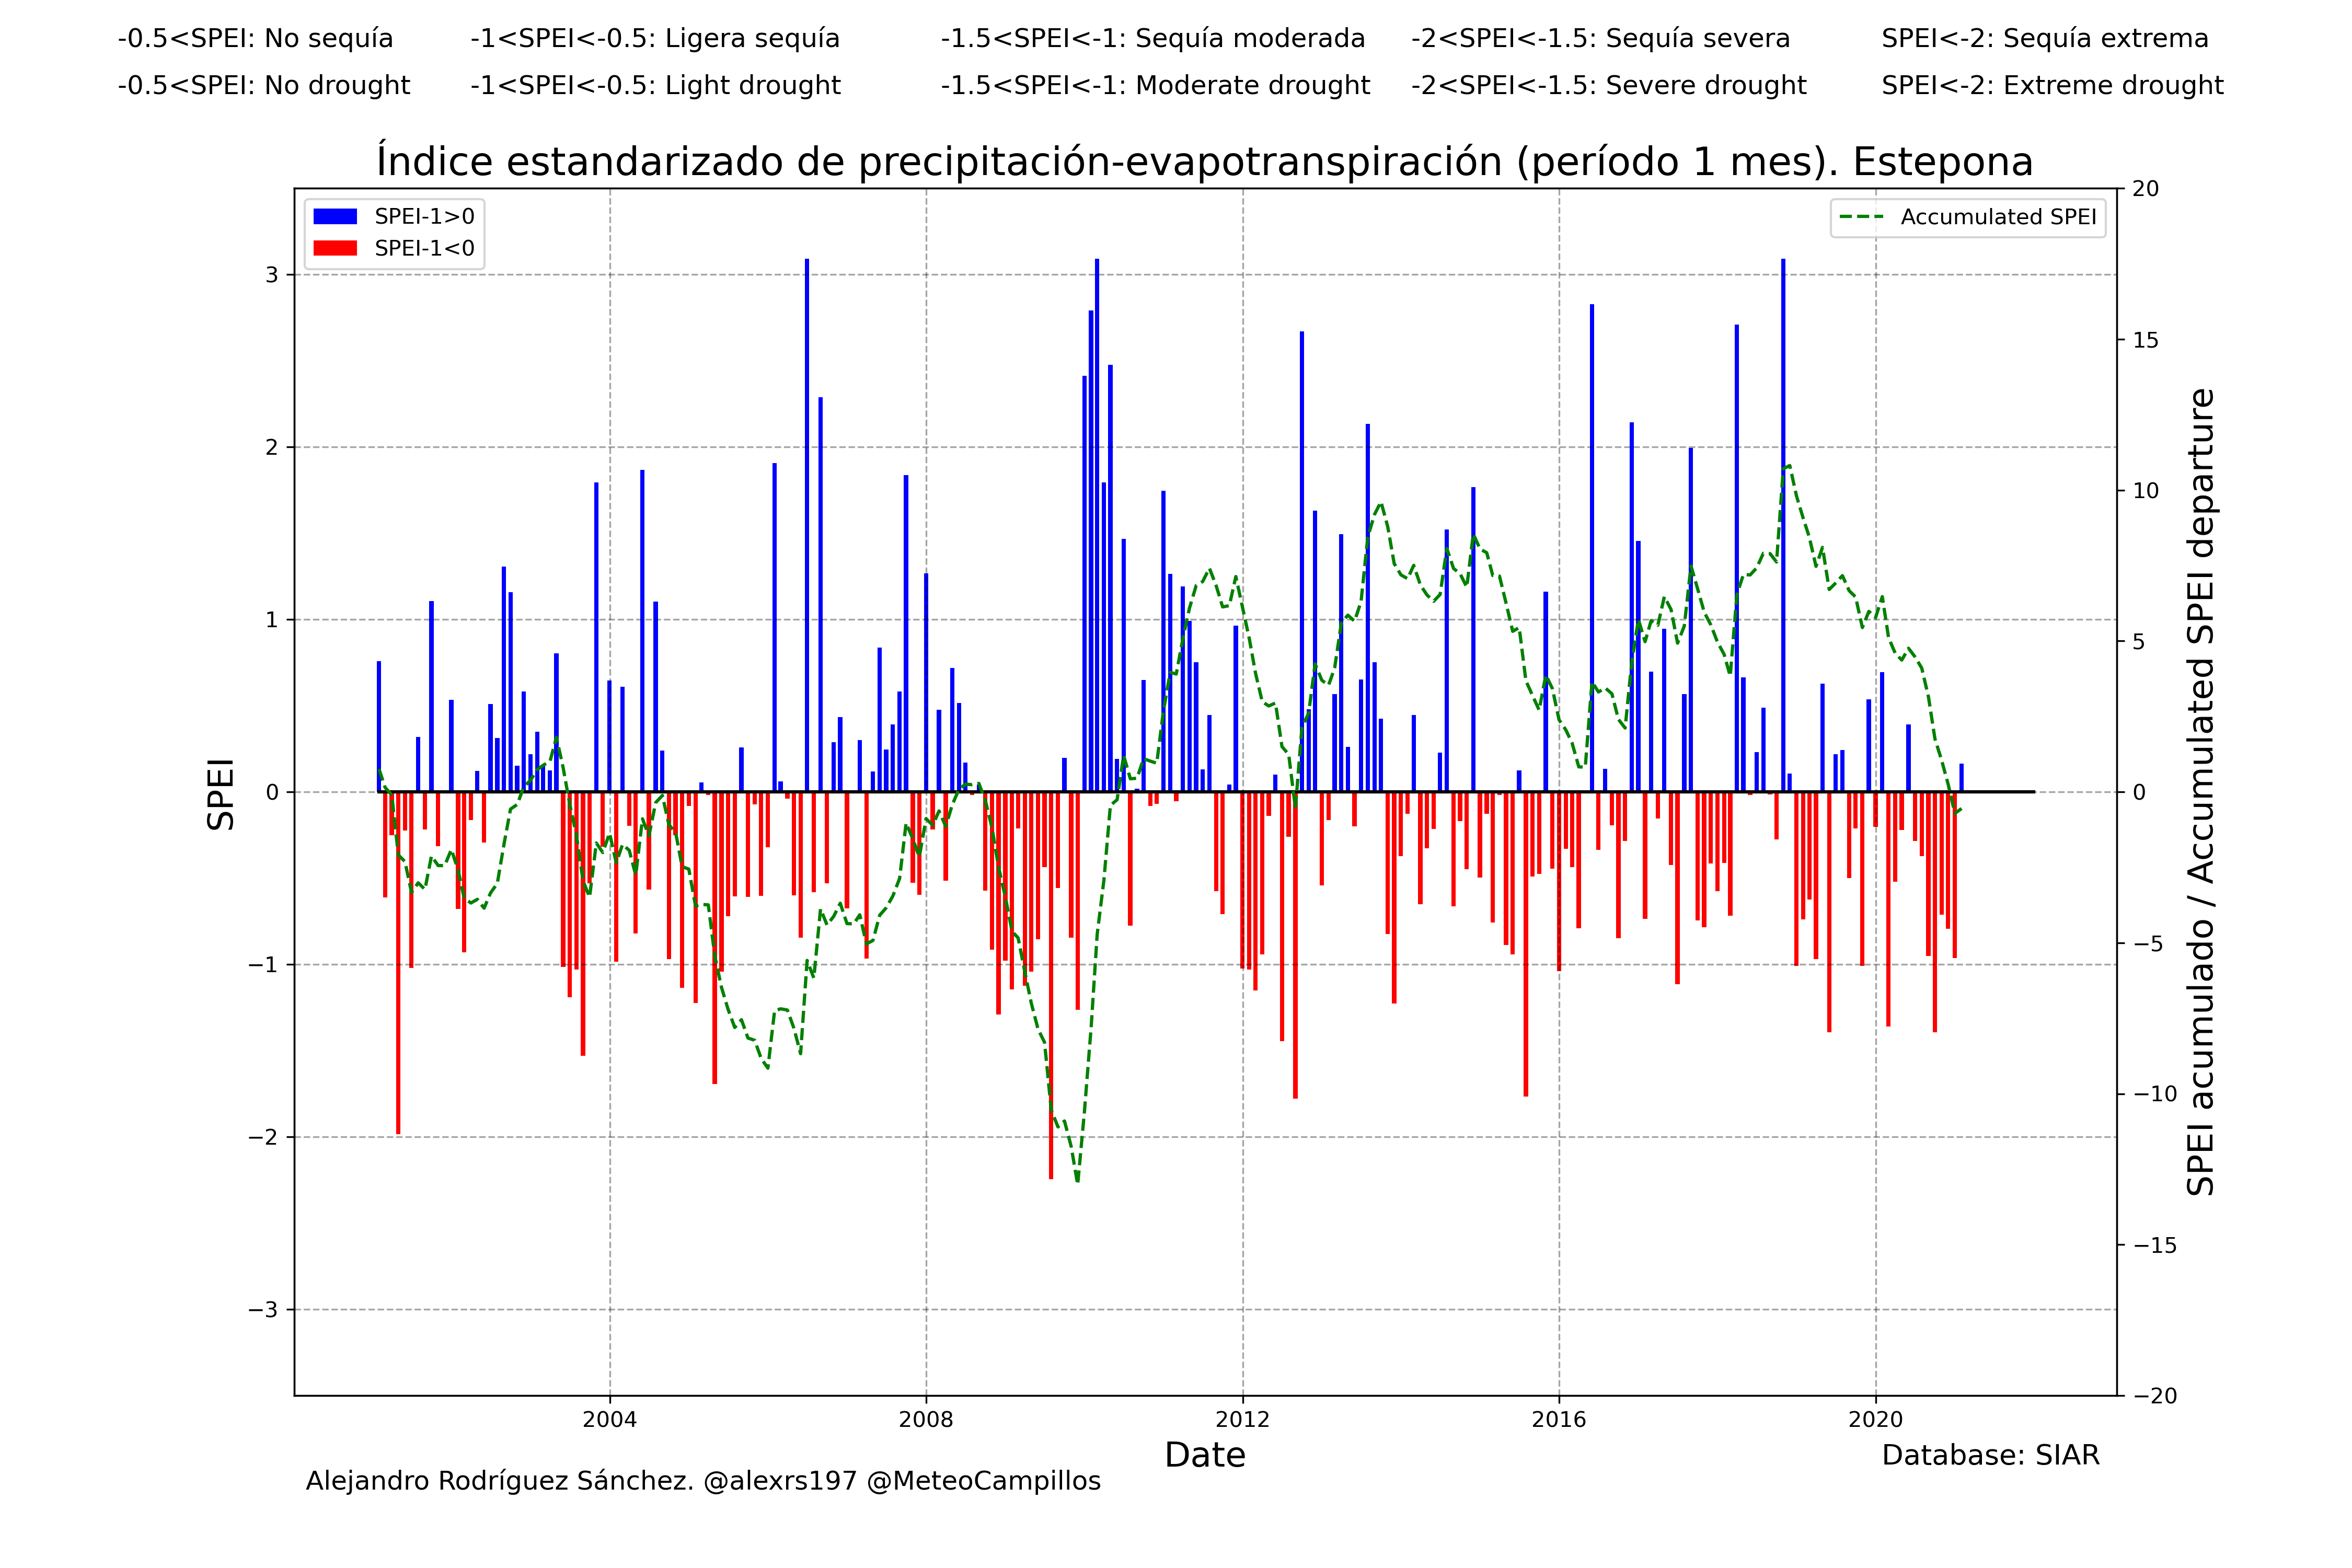 -0.5<SPEI: No sequía -1<SPEI<-0.5: Ligera sequía -1.5<SPEI<-1: Sequía moderada -2<SPEI<-1.5: Sequía severa SPEI<-2: Sequía extrema
-0.5<SPEI: No drought -1<SPEI<-0.5: Light drought -1.5<SPEI<-1: Moderate drought -2<SPEI<-1.5: Severe drought SPEI<-2: Extreme drought
Índice estandarizado de precipitación-evapotranspiración (período 1 mes). Estepona
SPEI-1>0
SPEI-1<0
Accumulated SPEI
SPEI
3
2
1
0
−1
−2
−3
20
15
10
5
0
−5
−10
−15
−20
SPEI acumulado / Accumulated SPEI departure
2004 2008 2012 2016 2020
Date
Database: SIAR
Alejandro Rodríguez Sánchez. @alexrs197 @MeteoCampillos